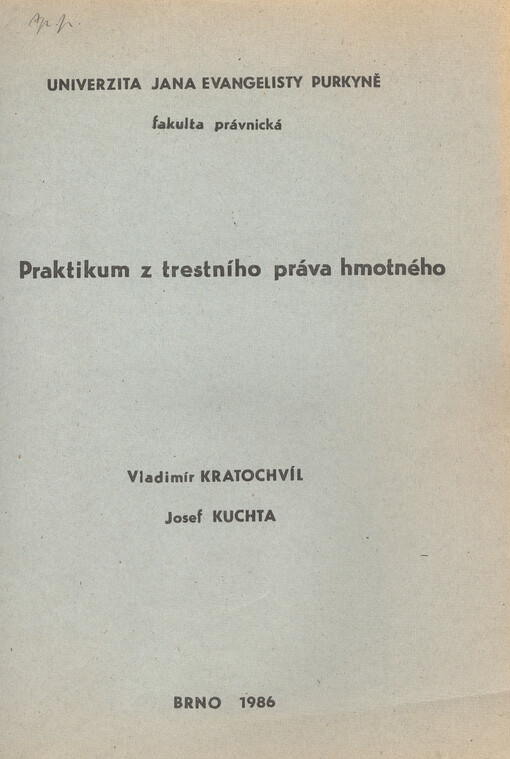 UNIVERZITA JANA EVANGELISTY PURKYNĚ
fakulta právnická
Praktikum z trestního práva hmotného
Vladimír KRATOCHVÍL
Josef KUCHTA
BRNO 1986